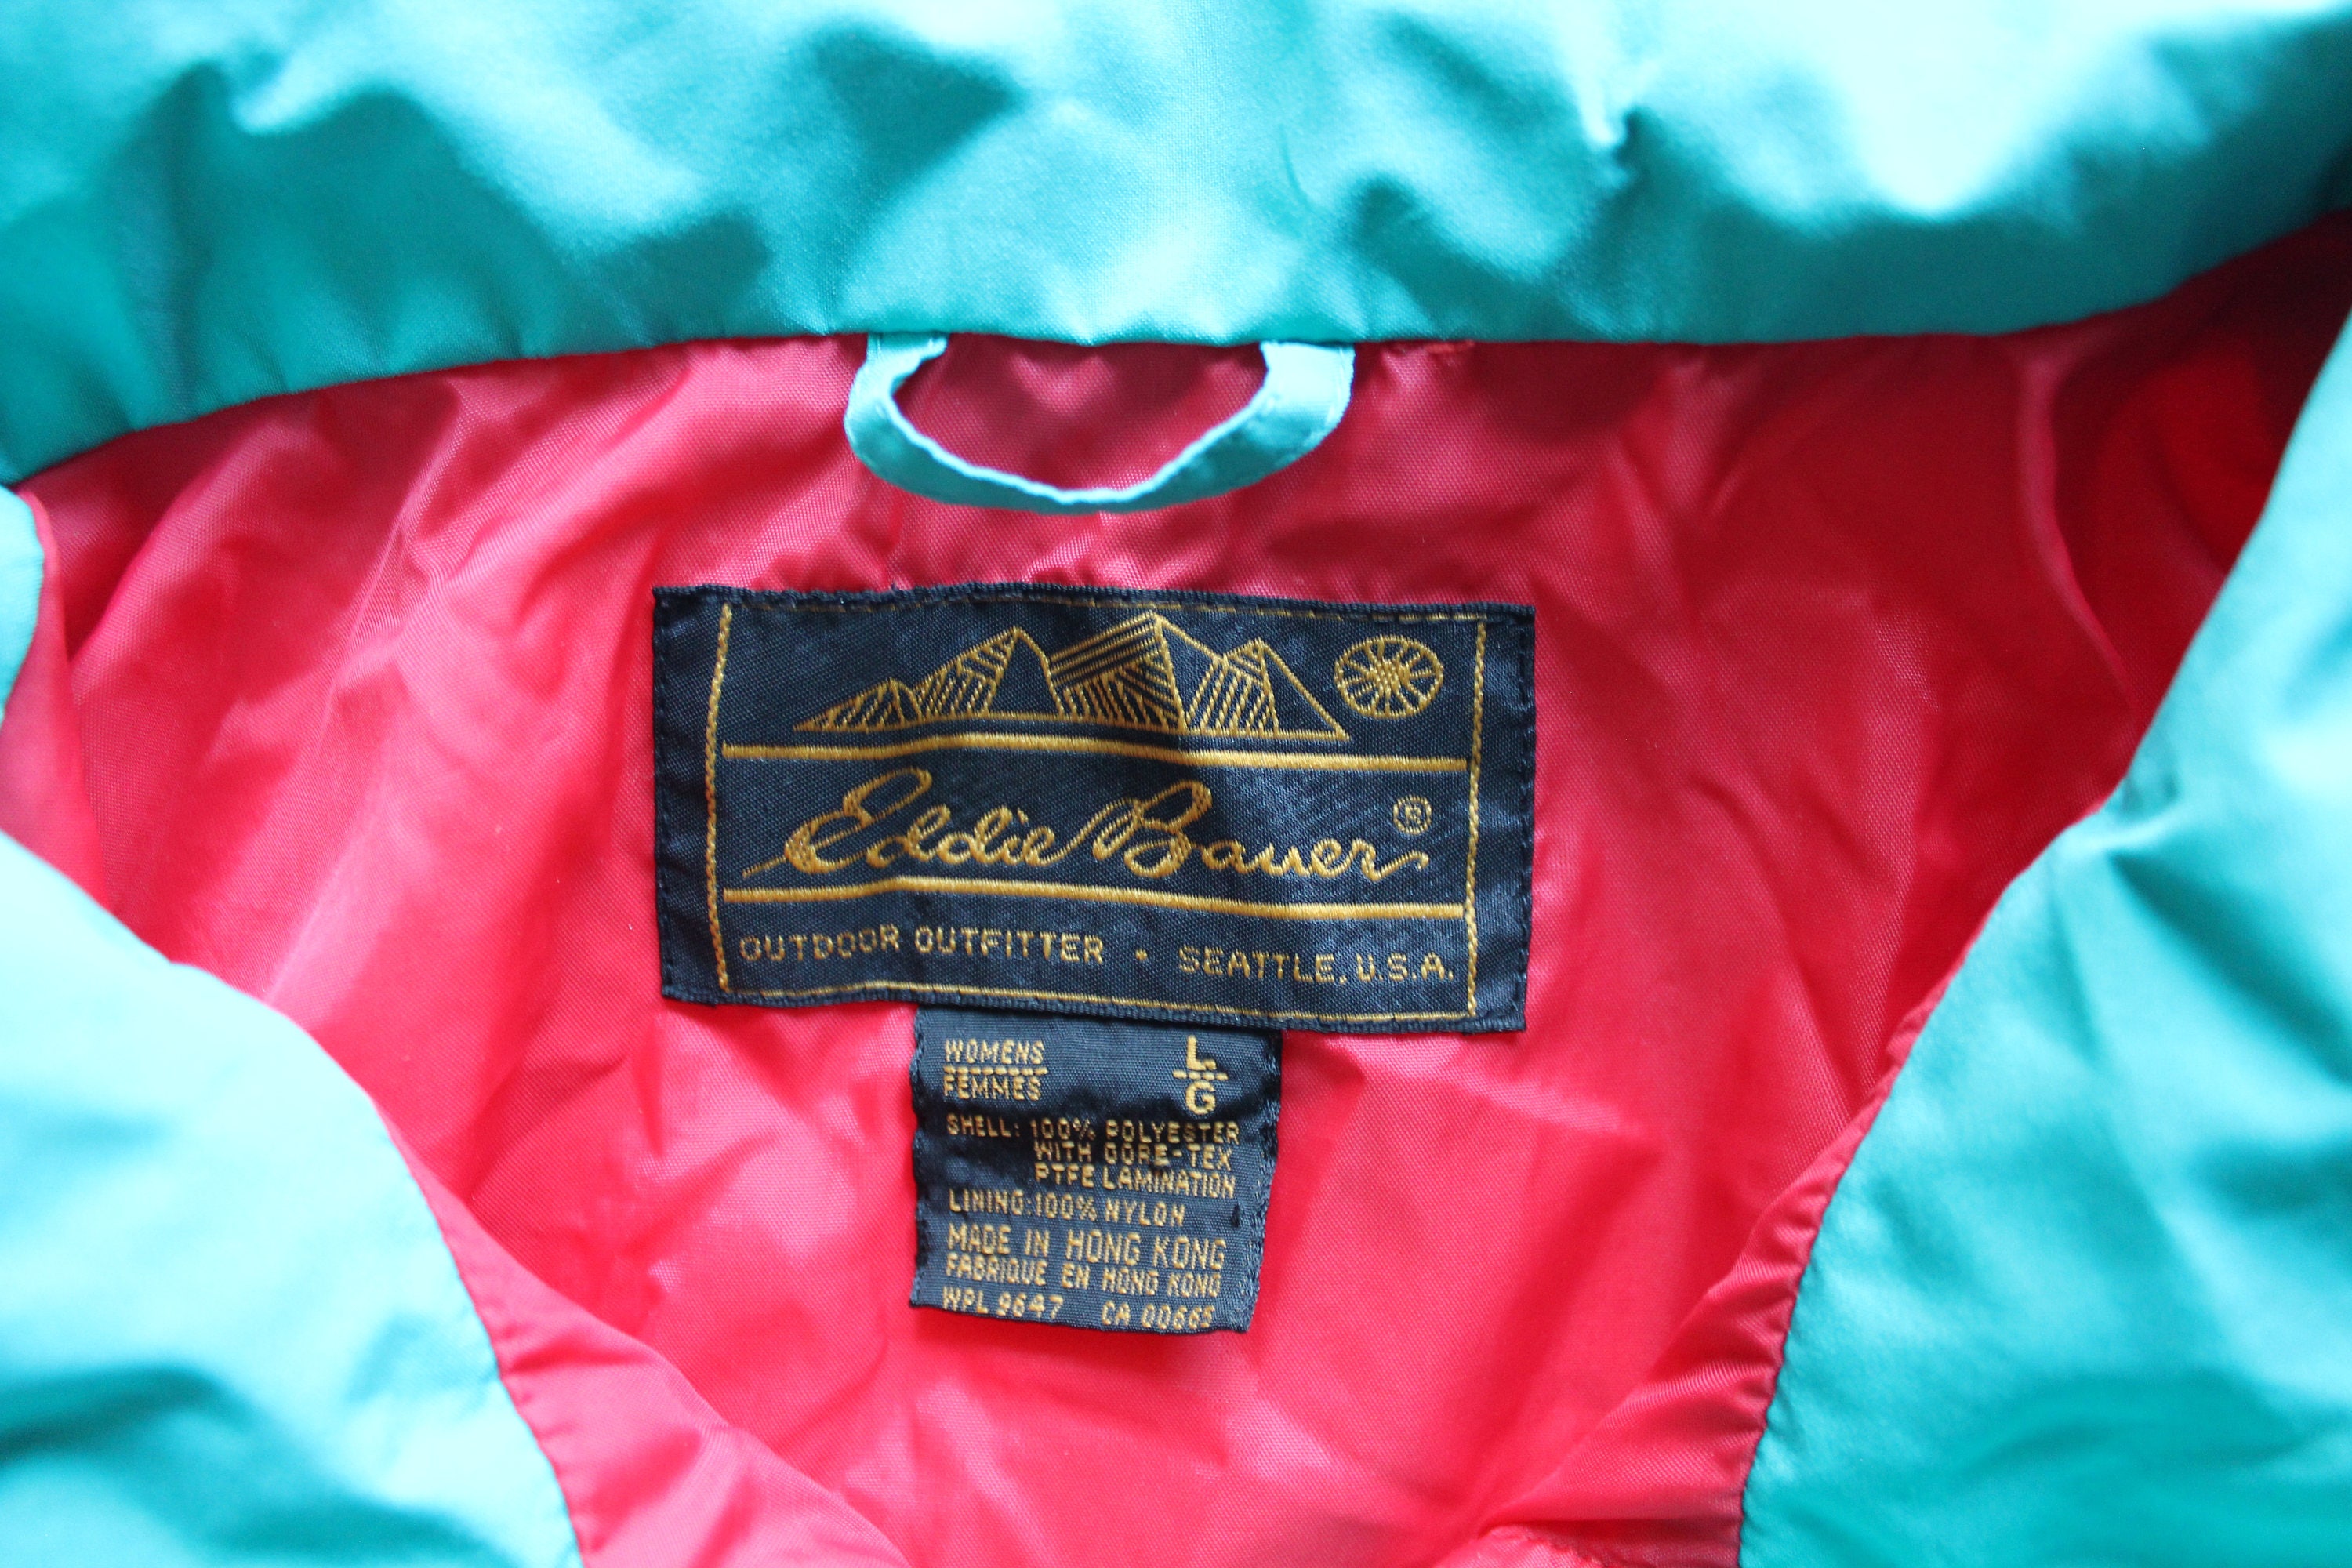 Eddie Bauer ®
OUTDOOR OUTFITTER · SEATTLE, U.S.A.
WOMENS L
FEMMES G
SHELL: 100% POLYESTER
WITH GORE-TEX
PTFE LAMINATION
LINING: 100% NYLON
MADE IN HONG KONG
FABRIQUE EN HONG KONG
WPL 9647 CA 00665